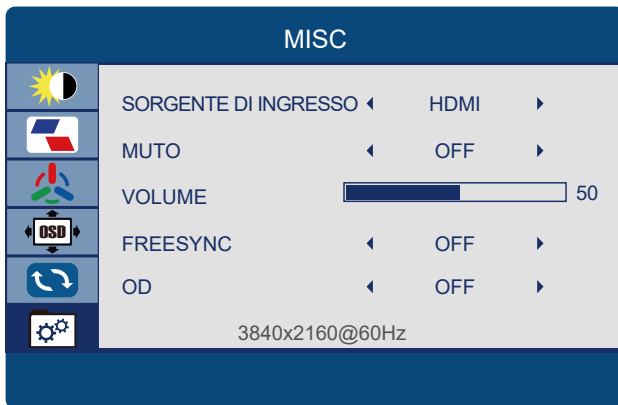 MISC
SORGENTE DI INGRESSO HDMI
MUTO OFF
VOLUME 50
OSD
FREESYNC OFF
OD OFF
3840x2160@60Hz